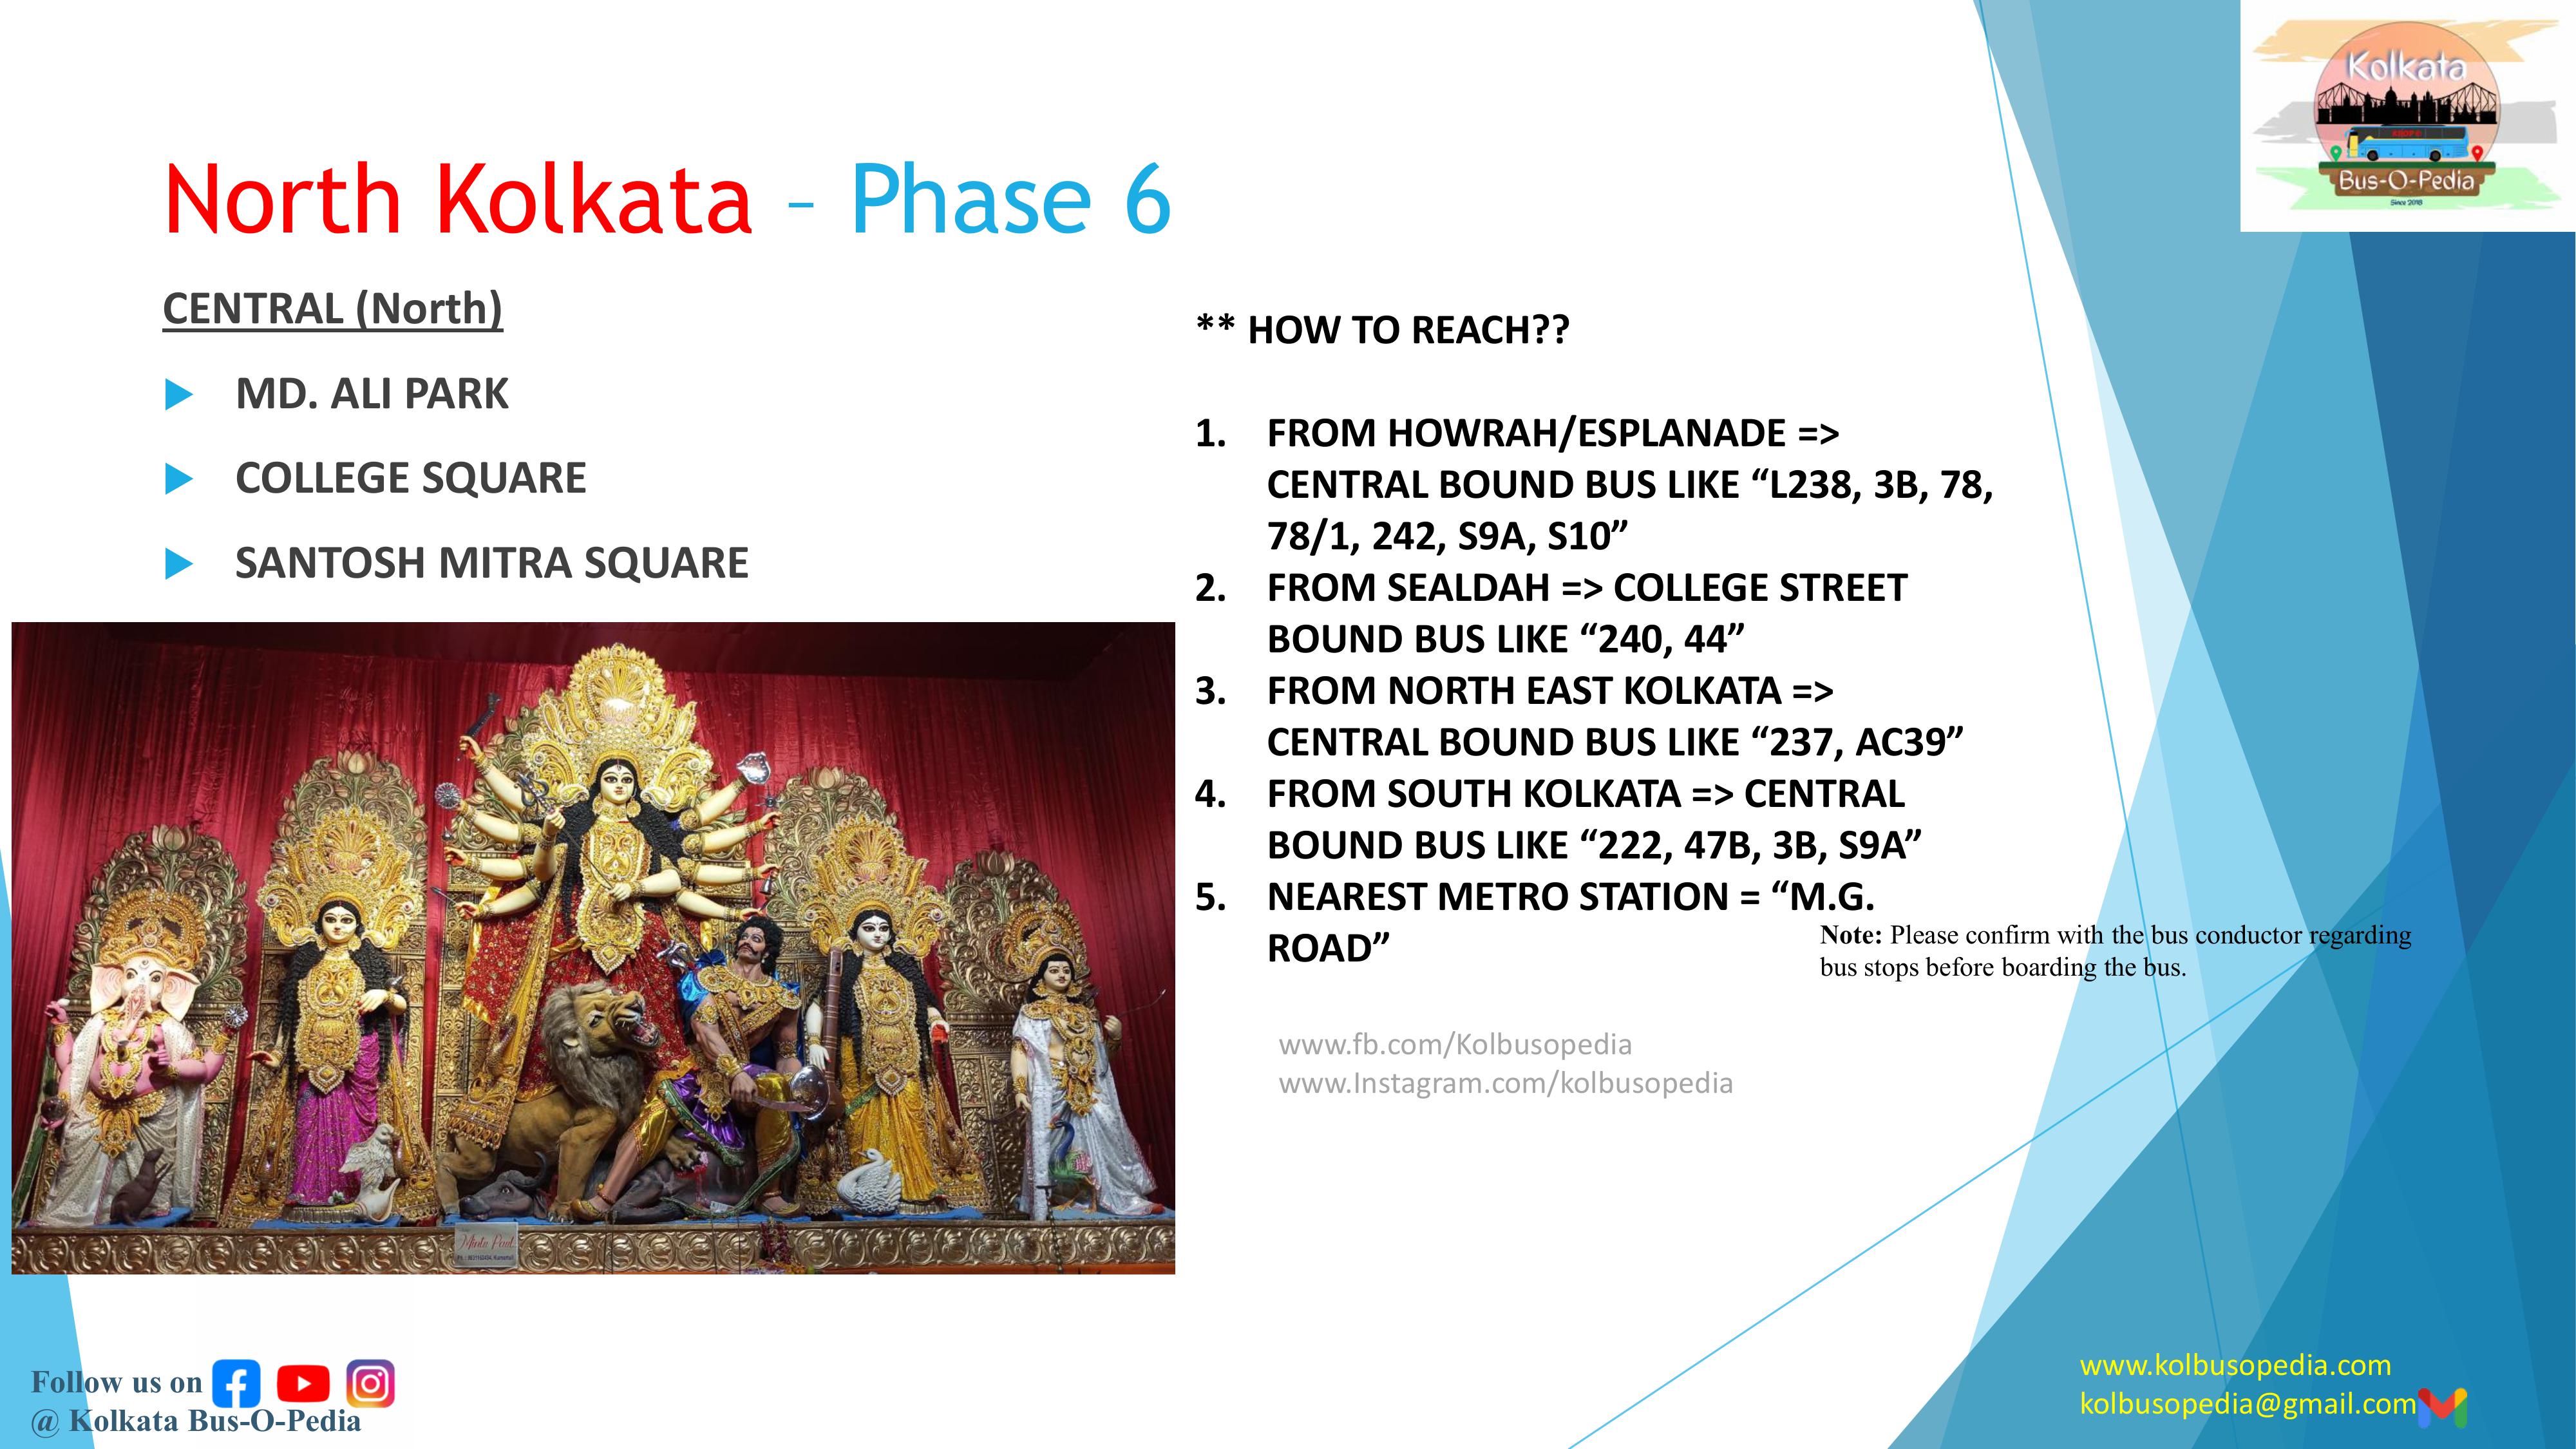 Kolkata
Bus-O-Pedia
Since 2018
North Kolkata – Phase 6
CENTRAL (North)
MD. ALI PARK
COLLEGE SQUARE
SANTOSH MITRA SQUARE
** HOW TO REACH??
1. FROM HOWRAH/ESPLANADE =>
CENTRAL BOUND BUS LIKE “L238, 3B, 78,
78/1, 242, S9A, S10”
2. FROM SEALDAH => COLLEGE STREET
BOUND BUS LIKE “240, 44”
3. FROM NORTH EAST KOLKATA =>
CENTRAL BOUND BUS LIKE “237, AC39”
4. FROM SOUTH KOLKATA => CENTRAL
BOUND BUS LIKE “222, 47B, 3B, S9A”
5. NEAREST METRO STATION = “M.G.
ROAD”
Note: Please confirm with the bus conductor regarding
bus stops before boarding the bus.
www.fb.com/Kolbusopedia
www.Instagram.com/kolbusopedia
Mintu Paul
Follow us on
@ Kolkata Bus-O-Pedia
www.kolbusopedia.com
kolbusopedia@gmail.com